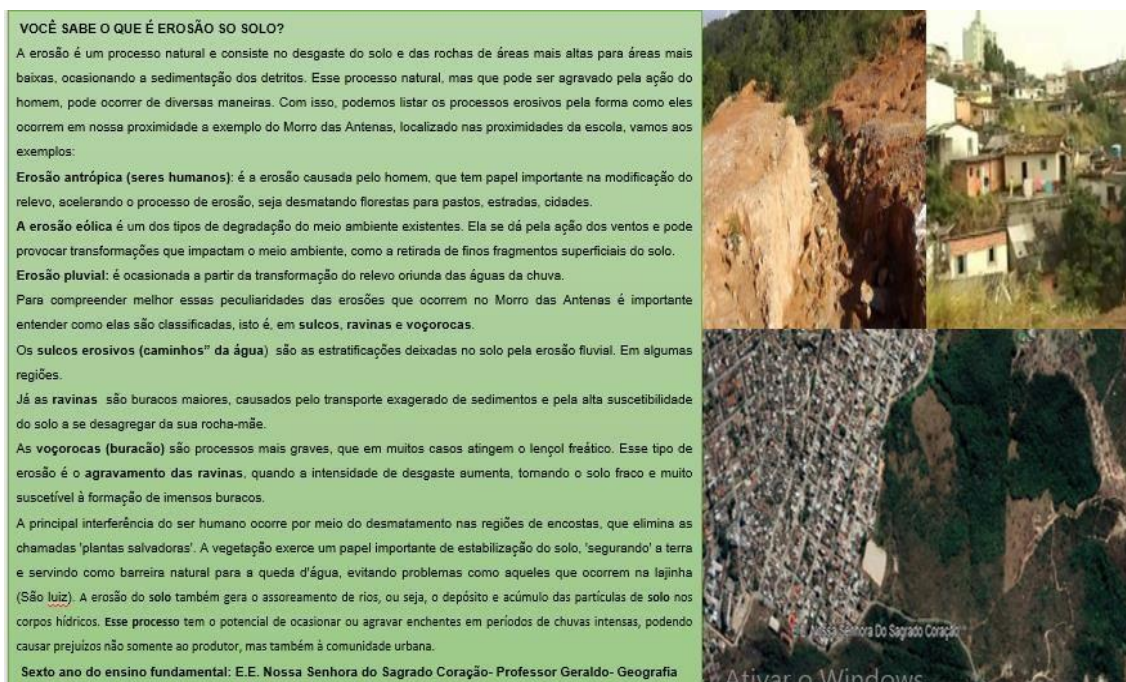 VOCÊ SABE O QUE É EROSÃO SO SOLO?
A erosão é um processo natural e consiste no desgaste do solo e das rochas de áreas mais altas para áreas mais
baixas, ocasionando a sedimentação dos detritos. Esse processo natural, mas que pode ser agravado pela ação do
homem, pode ocorrer de diversas maneiras. Com isso, podemos listar os processos erosivos pela forma como eles
ocorrem em nossa proximidade a exemplo do Morro das Antenas, localizado nas proximidades da escola, vamos aos
exemplos:
Erosão antrópica (seres humanos): é a erosão causada pelo homem, que tem papel importante na modificação do
relevo, acelerando o processo de erosão, seja desmatando florestas para pastos, estradas, cidades.
A erosão eólica é um dos tipos de degradação do meio ambiente existentes. Ela se dá pela ação dos ventos e pode
provocar transformações que impactam o meio ambiente, como a retirada de finos fragmentos superficiais do solo.
Erosão pluvial: é ocasionada a partir da transformação do relevo oriunda das águas da chuva.
Para compreender melhor essas peculiaridades das erosões que ocorrem no Morro das Antenas é importante
entender como elas são classificadas, isto é, em sulcos, ravinas e voçorocas.
Os sulcos erosivos (caminhos” da água) são as estratificações deixadas no solo pela erosão fluvial. Em algumas
regiões.
Já as ravinas são buracos maiores, causados pelo transporte exagerado de sedimentos e pela alta suscetibilidade
do solo a se desagregar da sua rocha-mãe.
As voçorocas (buracão) são processos mais graves, que em muitos casos atingem o lençol freático. Esse tipo de
erosão é o agravamento das ravinas, quando a intensidade de desgaste aumenta, tornando o solo fraco e muito
suscetível à formação de imensos buracos.
A principal interferência do ser humano ocorre por meio do desmatamento nas regiões de encostas, que elimina as
chamadas 'plantas salvadoras'. A vegetação exerce um papel importante de estabilização do solo, 'segurando' a terra
e servindo como barreira natural para a queda d'água, evitando problemas como aqueles que ocorrem na lajinha
(São luiz). A erosão do solo também gera o assoreamento de rios, ou seja, o depósito e acúmulo das partículas de solo nos
corpos hídricos. Esse processo tem o potencial de ocasionar ou agravar enchentes em períodos de chuvas intensas, podendo
causar prejuízos não somente ao produtor, mas também à comunidade urbana.
Sexto ano do ensino fundamental: E.E. Nossa Senhora do Sagrado Coração- Professor Geraldo- Geografia
E.E. Nossa Senhora Do Sagrado Coração
Ativar o Windows